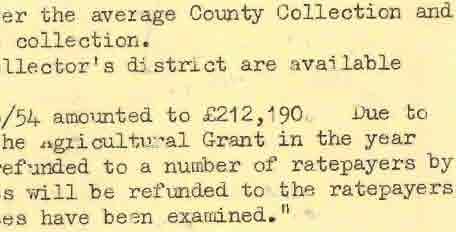 er the average County Collection and
collection.
llector's district are available
/54 amounted to £212,190. Due to
he Agricultural Grant in the year
refunded to a number of ratepayers by
s will be refunded to the ratepayers
ses have been examined."